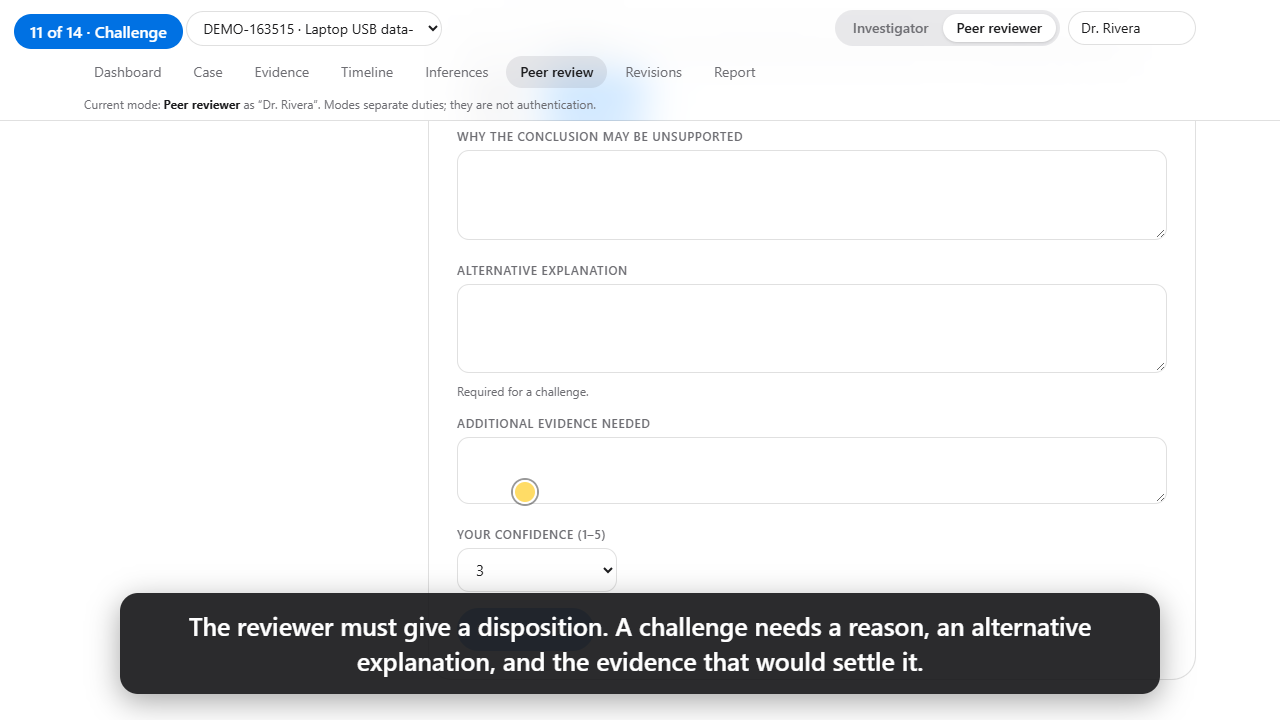 11 of 14 · Challenge
DEMO-163515 · Laptop USB data-
Investigator
Peer reviewer
Dr. Rivera
Dashboard
Case
Evidence
Timeline
Inferences
Peer review
Revisions
Report
Current mode: Peer reviewer as “Dr. Rivera”. Modes separate duties; they are not authentication.
WHY THE CONCLUSION MAY BE UNSUPPORTED
ALTERNATIVE EXPLANATION
Required for a challenge.
ADDITIONAL EVIDENCE NEEDED
YOUR CONFIDENCE (1–5)
3
The reviewer must give a disposition. A challenge needs a reason, an alternative
explanation, and the evidence that would settle it.